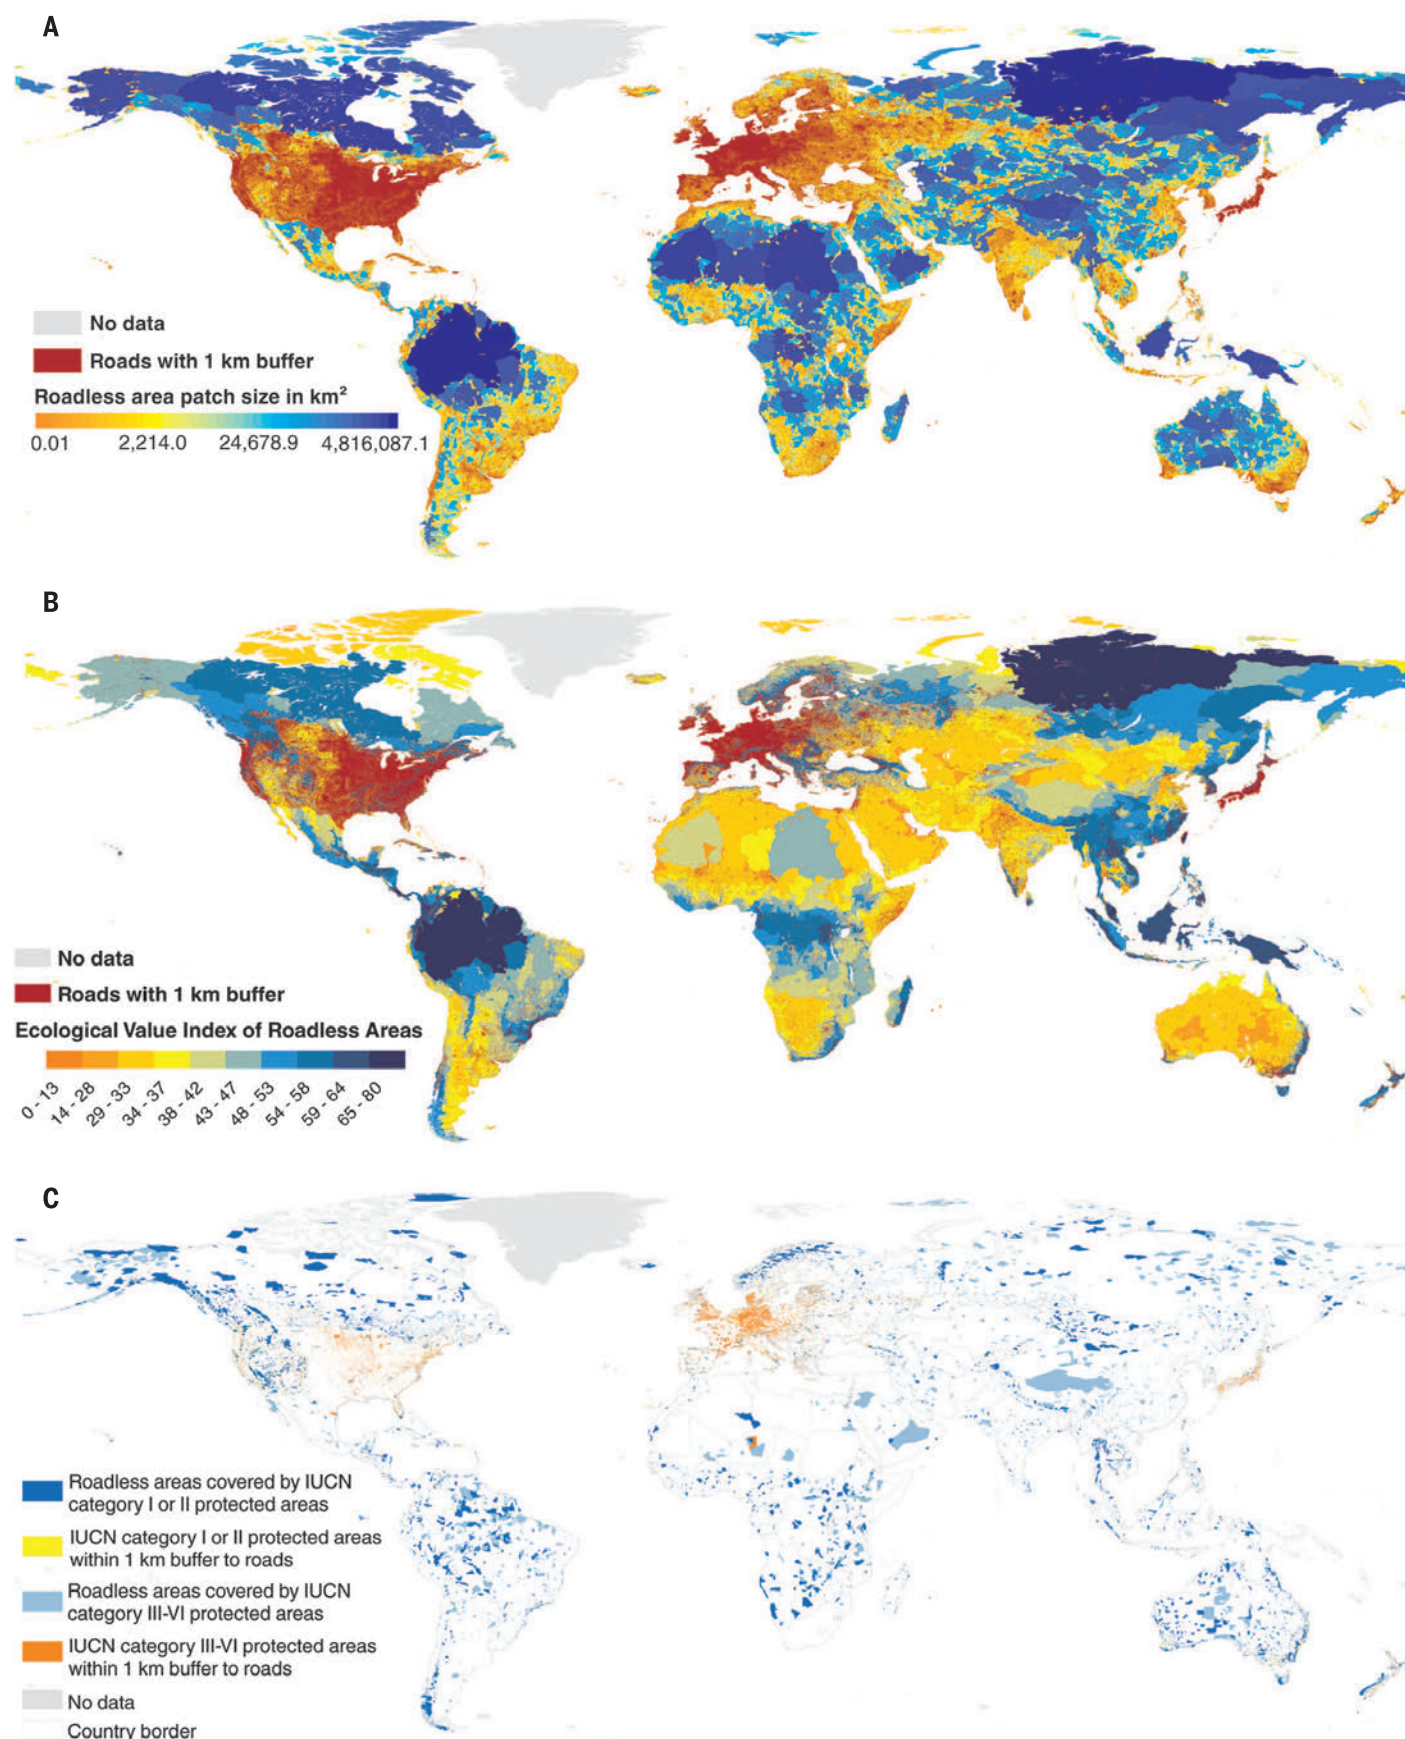 A
No data
Roads with 1 km buffer
Roadless area patch size in km²
0.01 2,214.0 24,678.9 4,816,087.1
B
No data
Roads with 1 km buffer
Ecological Value Index of Roadless Areas
0 - 13 14 - 28 29 - 33 34 - 37 38 - 42 43 - 47 48 - 53 54 - 58 59 - 64 65 - 80
C
Roadless areas covered by IUCN
category I or II protected areas
IUCN category I or II protected areas
within 1 km buffer to roads
Roadless areas covered by IUCN
category III-VI protected areas
IUCN category III-VI protected areas
within 1 km buffer to roads
No data
Country border